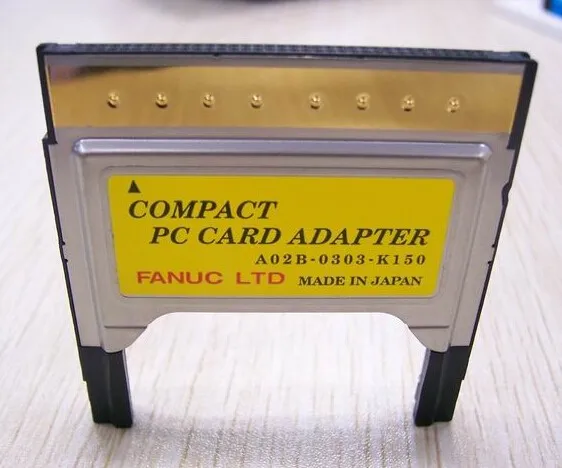 ▲
COMPACT
PC CARD ADAPTER
A02B-0303-K150
FANUC LTD MADE IN JAPAN